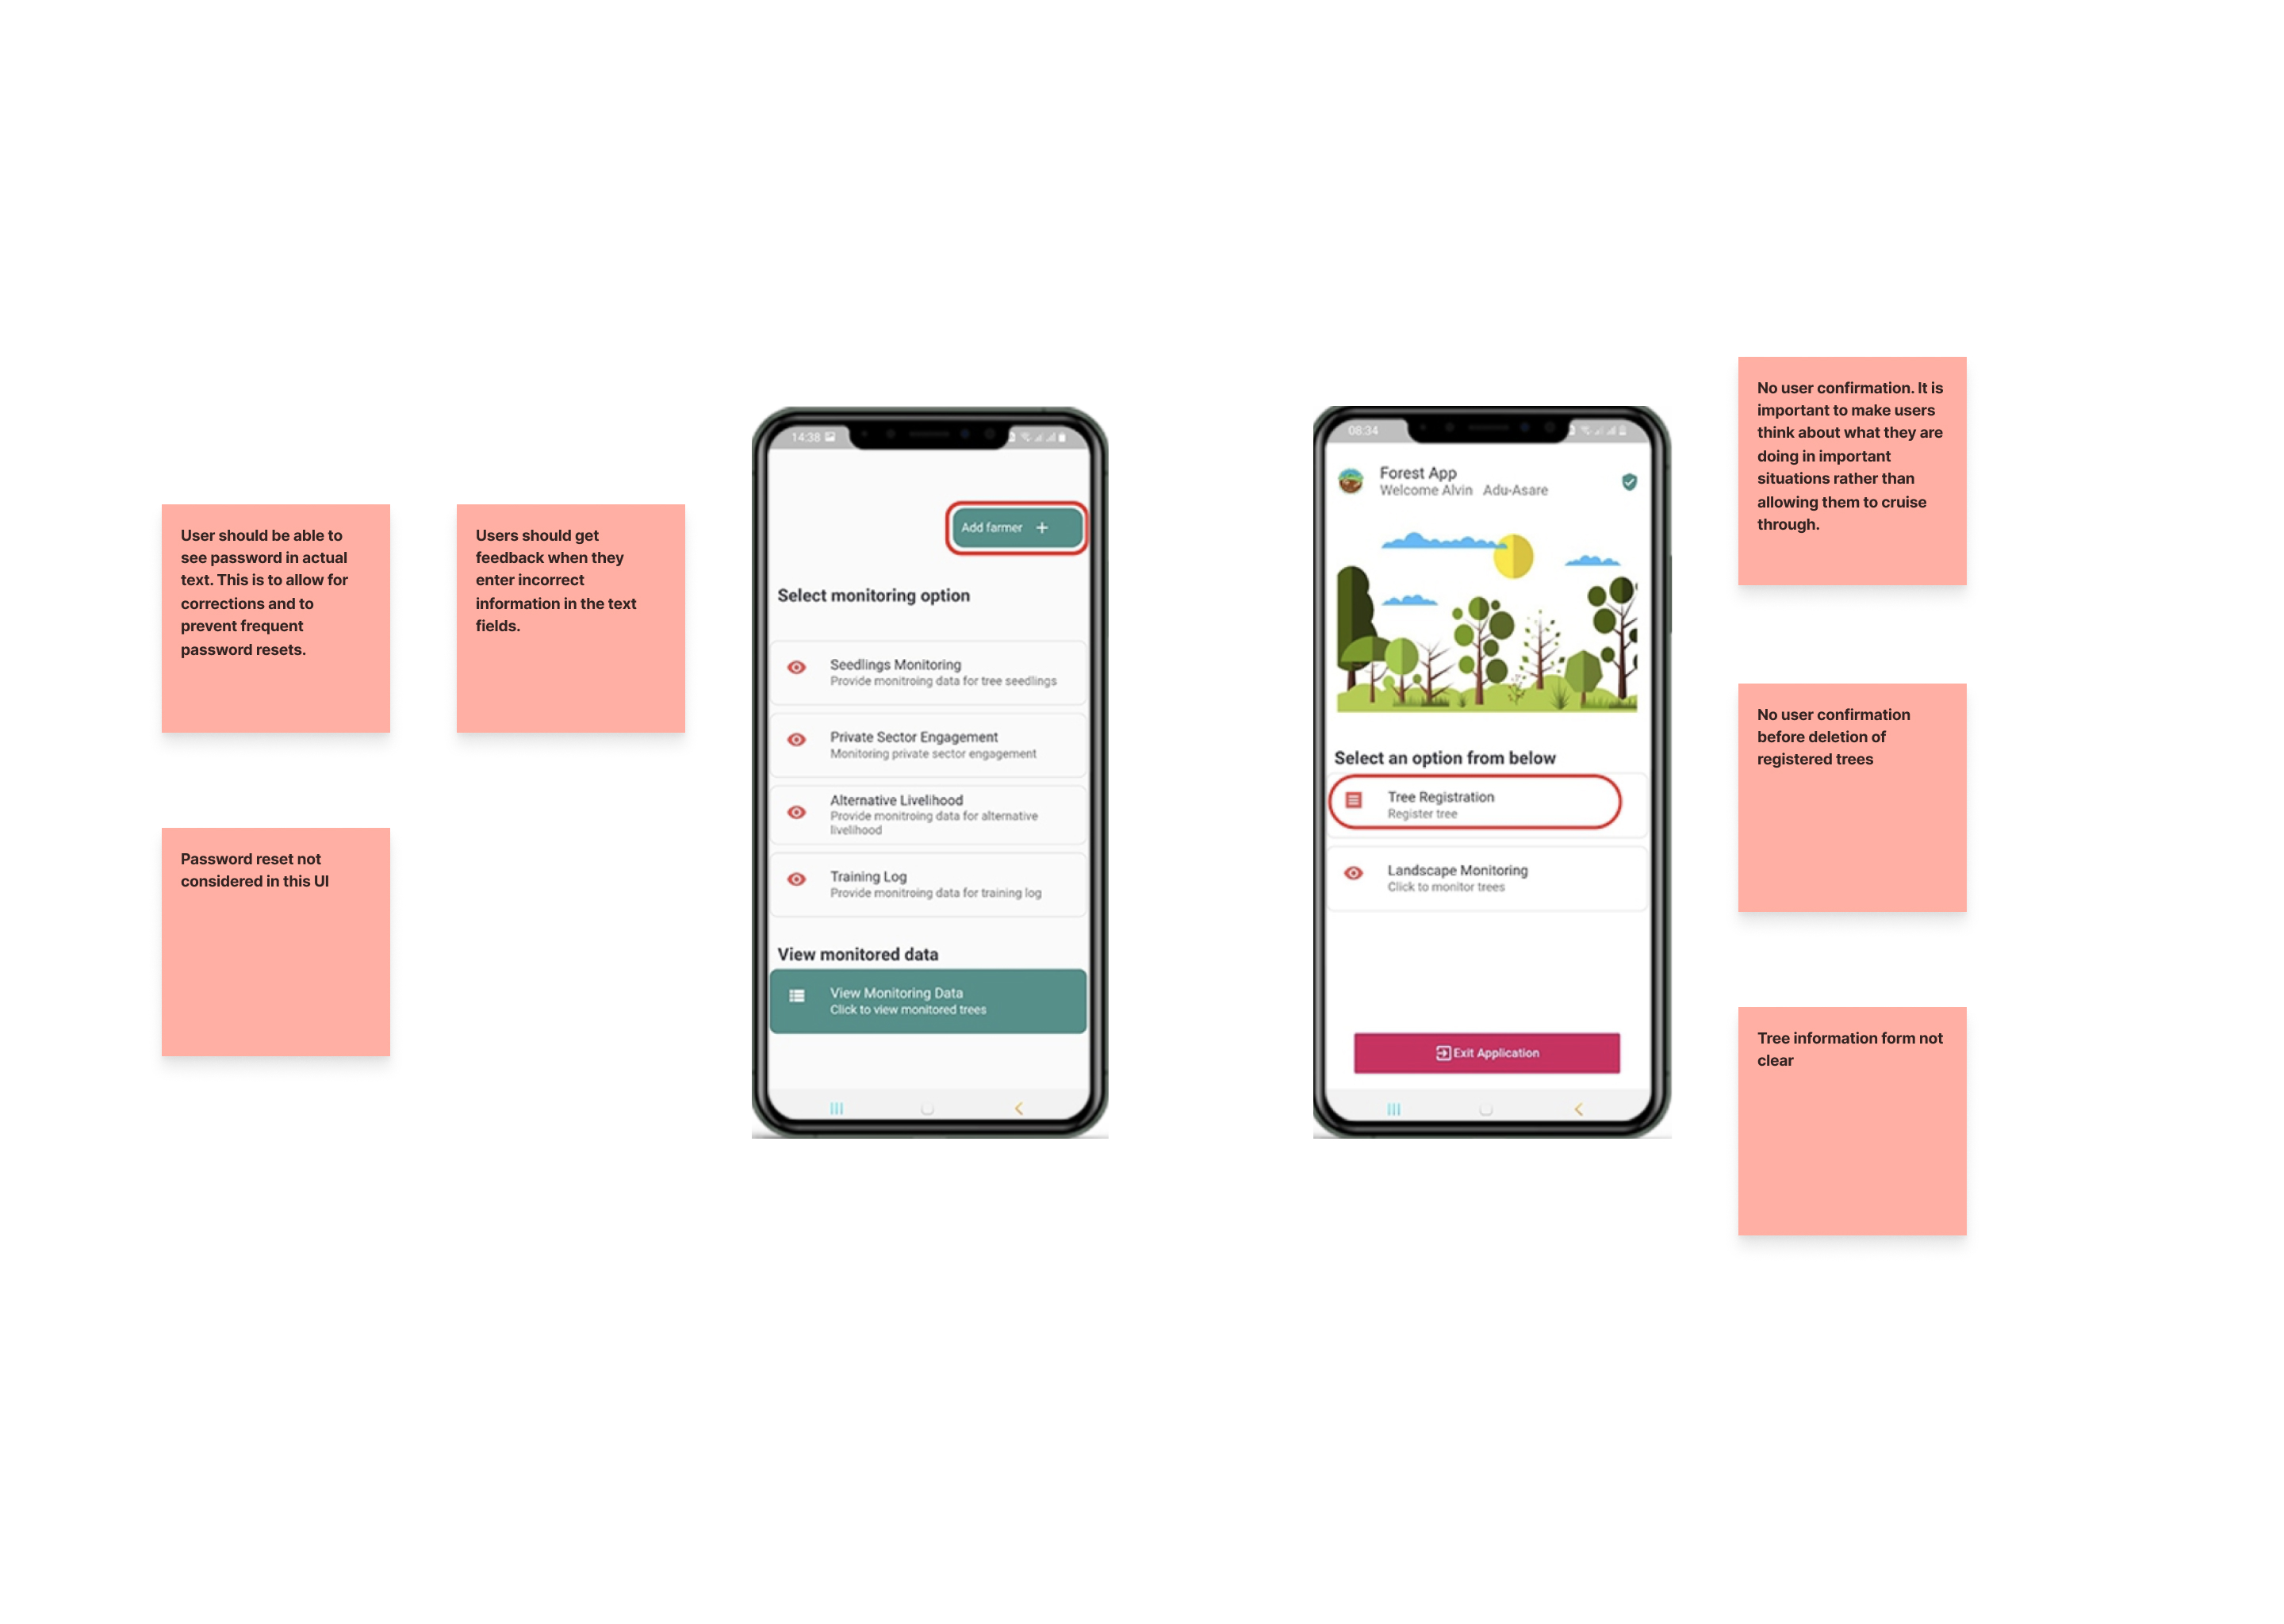 User should be able to
see password in actual
text. This is to allow for
corrections and to
prevent frequent
password resets.
Users should get
feedback when they
enter incorrect
information in the text
fields.
Password reset not
considered in this UI
14:38
Add farmer +
Select monitoring option
Seedlings Monitoring
Provide monitroing data for tree seedlings
Private Sector Engagement
Monitoring private sector engagement
Alternative Livelihood
Provide monitroing data for alternative
livelihood
Training Log
Provide monitroing data for training log
View monitored data
View Monitoring Data
Click to view monitored trees
08:34
Forest App
Welcome Alvin Adu-Asare
Select an option from below
Tree Registration
Register tree
Landscape Monitoring
Click to monitor trees
Exit Application
No user confirmation. It is
important to make users
think about what they are
doing in important
situations rather than
allowing them to cruise
through.
No user confirmation
before deletion of
registered trees
Tree information form not
clear